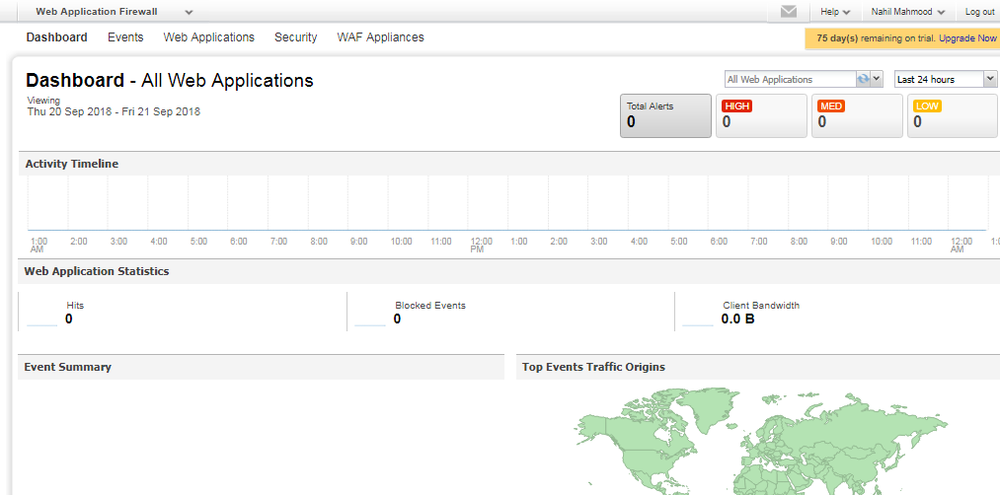 Web Application Firewall
Help
Nahil Mahmood
Log out
Dashboard Events Web Applications Security WAF Appliances
75 day(s) remaining on trial. Upgrade Now
Dashboard - All Web Applications
All Web Applications
Last 24 hours
Viewing
Thu 20 Sep 2018 - Fri 21 Sep 2018
Total Alerts
0
HIGH
0
MED
0
LOW
0
Activity Timeline
1:00 AM 2:00 3:00 4:00 5:00 6:00 7:00 8:00 9:00 10:00 11:00 12:00 PM 1:00 2:00 3:00 4:00 5:00 6:00 7:00 8:00 9:00 10:00 11:00 12:00 AM
Web Application Statistics
Hits
0
Blocked Events
0
Client Bandwidth
0.0 B
Event Summary
Top Events Traffic Origins